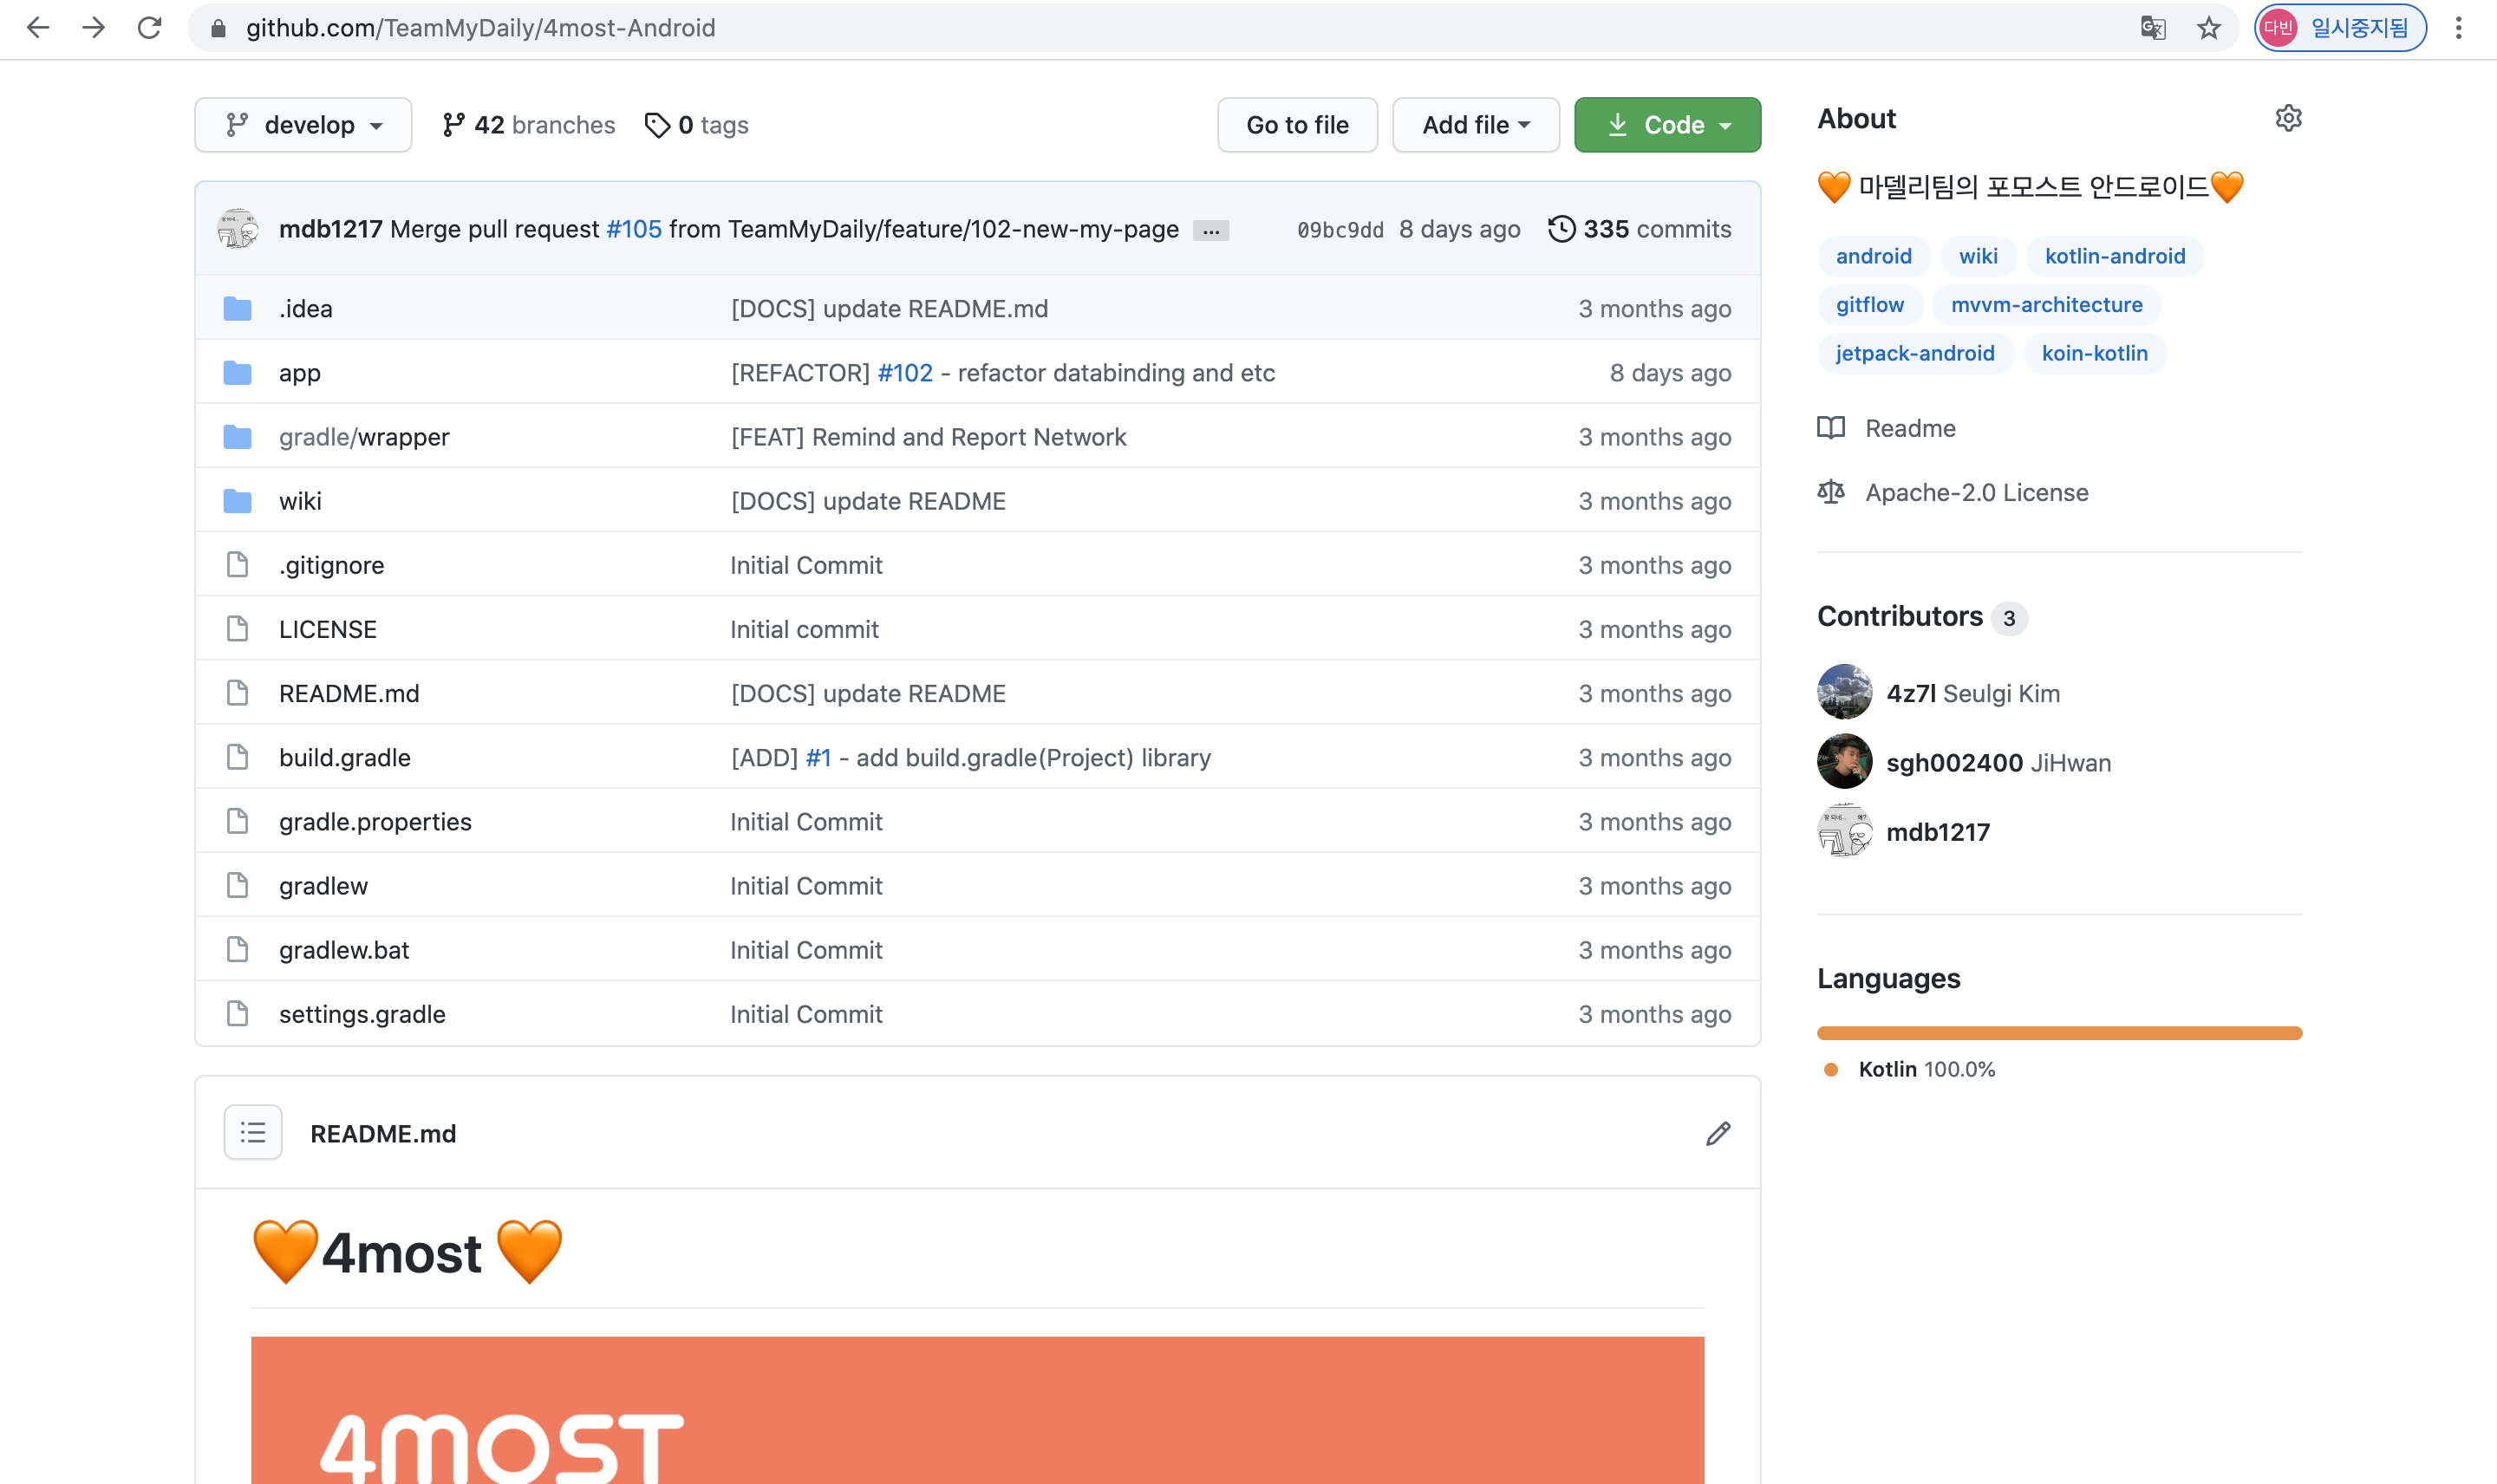 github.com/TeamMyDaily/4most-Android
다빈 일시중지됨
develop 42 branches 0 tags Go to file Add file Code
mdb1217 Merge pull request #105 from TeamMyDaily/feature/102-new-my-page ... 09bc9dd 8 days ago 335 commits
.idea [DOCS] update README.md 3 months ago
app [REFACTOR] #102 - refactor databinding and etc 8 days ago
gradle/wrapper [FEAT] Remind and Report Network 3 months ago
wiki [DOCS] update README 3 months ago
.gitignore Initial Commit 3 months ago
LICENSE Initial commit 3 months ago
README.md [DOCS] update README 3 months ago
build.gradle [ADD] #1 - add build.gradle(Project) library 3 months ago
gradle.properties Initial Commit 3 months ago
gradlew Initial Commit 3 months ago
gradlew.bat Initial Commit 3 months ago
settings.gradle Initial Commit 3 months ago
README.md
🧡4most 🧡
4MOST
About
🧡 마델리팀의 포모스트 안드로이드🧡
android wiki kotlin-android
gitflow mvvm-architecture
jetpack-android koin-kotlin
Readme
Apache-2.0 License
Contributors 3
4z7l Seulgi Kim
sgh002400 JiHwan
mdb1217
Languages
Kotlin 100.0%